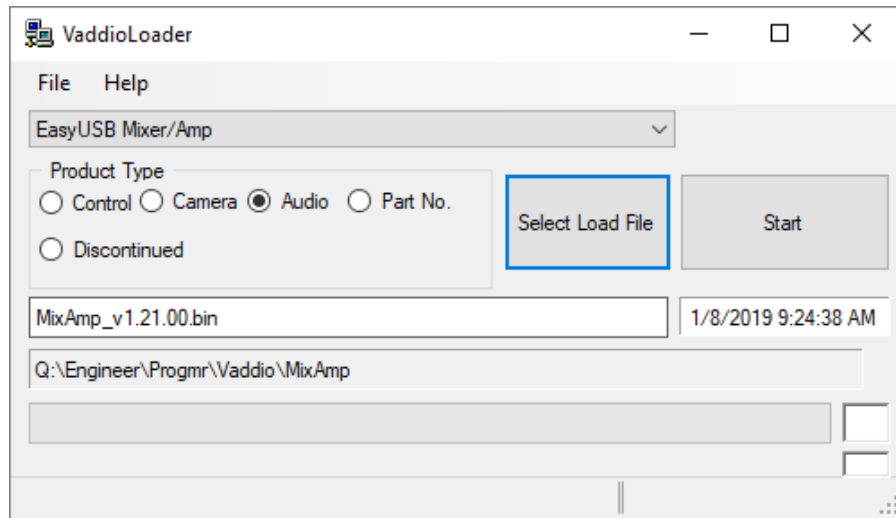 VaddioLoader
File Help
EasyUSB Mixer/Amp
Product Type
Control Camera Audio Part No.
Discontinued
Select Load File
Start
MixAmp_v1.21.00.bin
1/8/2019 9:24:38 AM
Q:\Engineer\Progmr\Vaddio\MixAmp